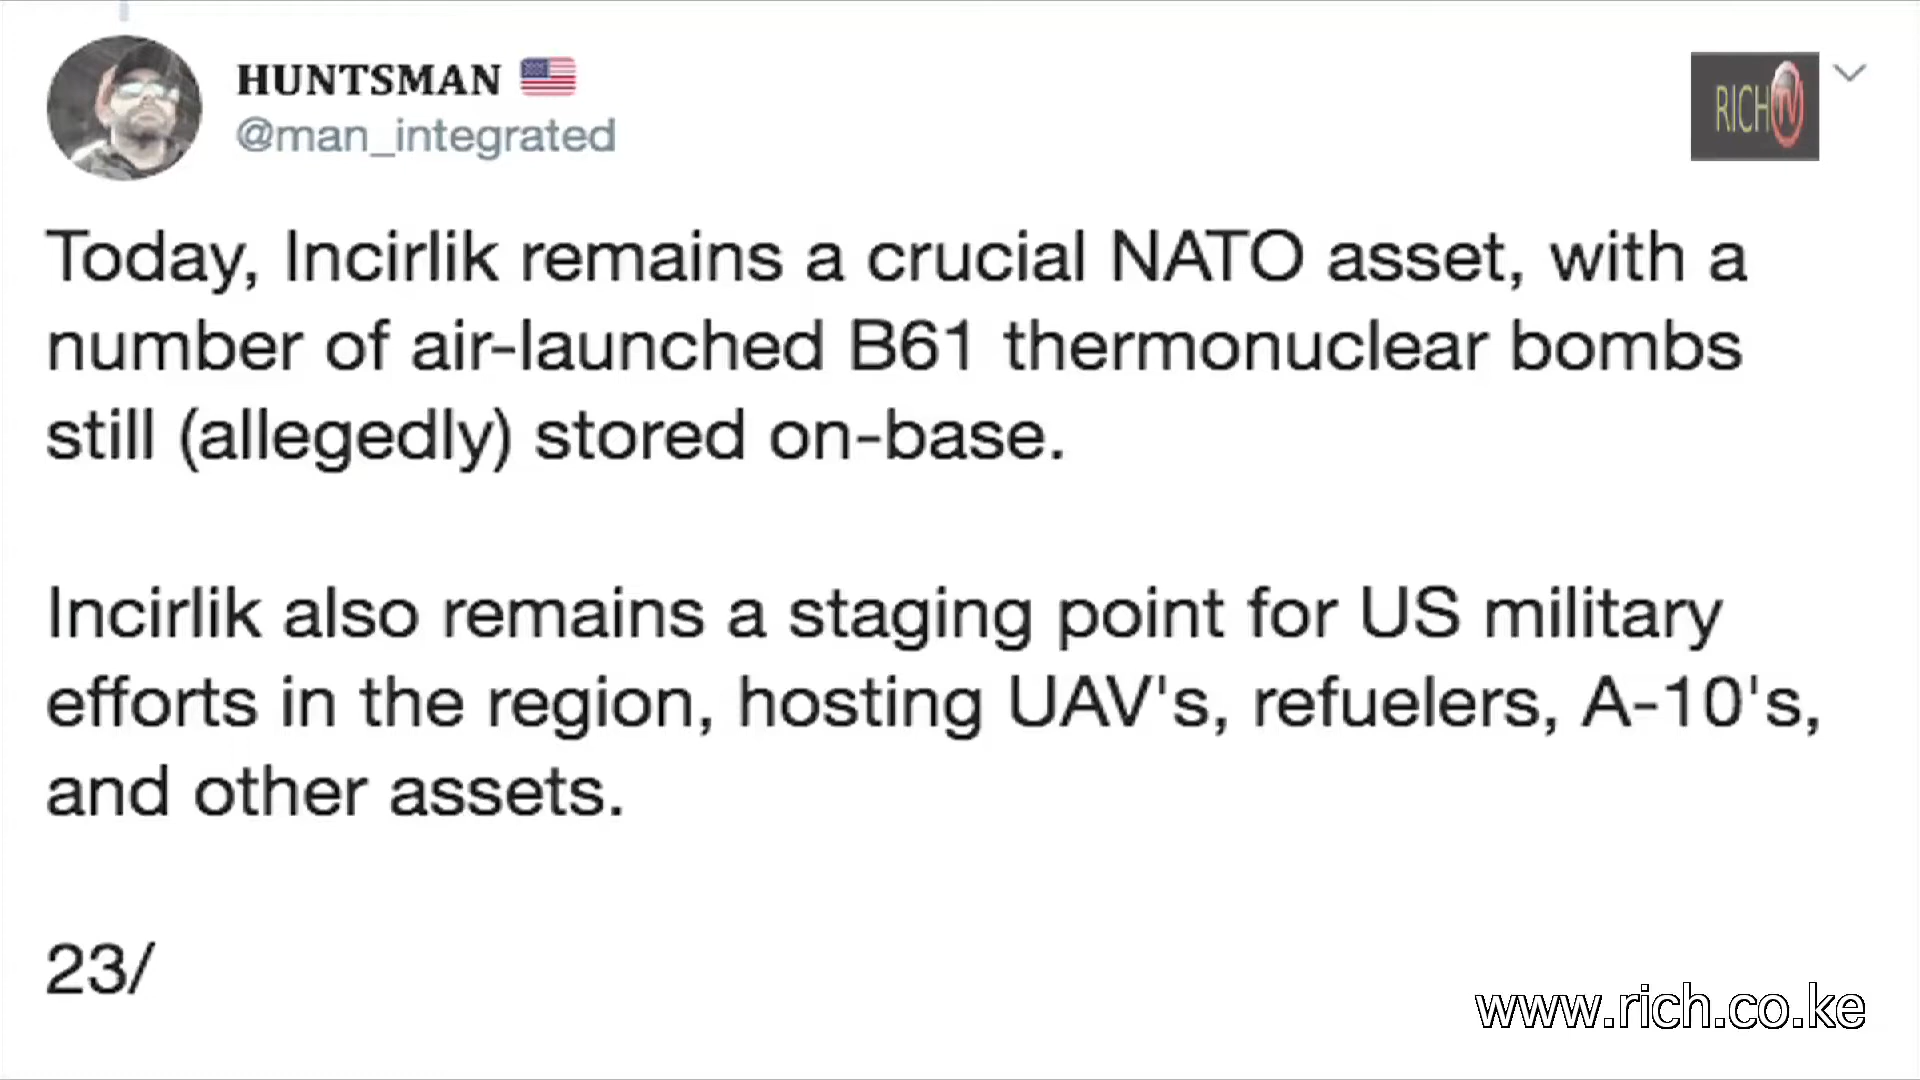 HUNTSMAN
@man_integrated
RICH TV
Today, Incirlik remains a crucial NATO asset, with a
number of air-launched B61 thermonuclear bombs
still (allegedly) stored on-base.
Incirlik also remains a staging point for US military
efforts in the region, hosting UAV's, refuelers, A-10's,
and other assets.
23/
www.rich.co.ke